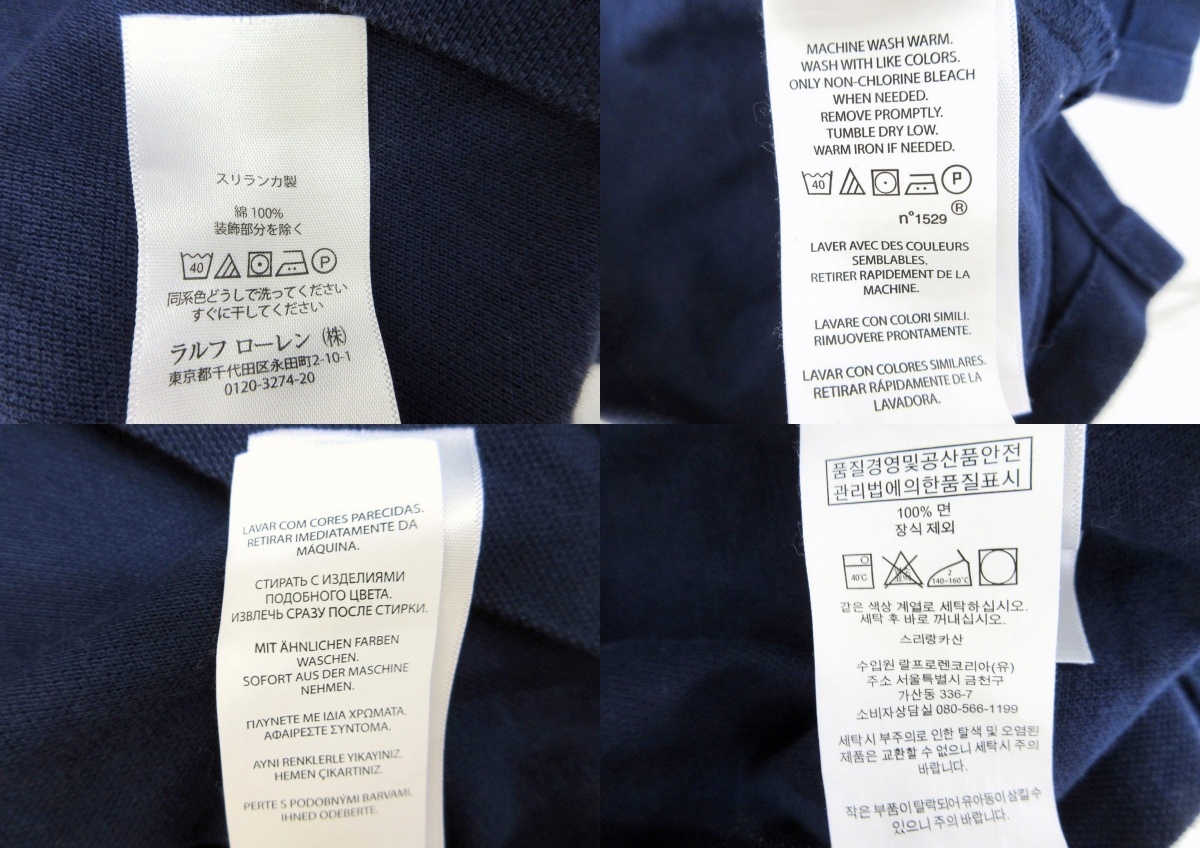 スリランカ製
綿 100%
装飾部分を除く
40 P
同系色どうしで洗ってください
すぐに干してください
ラルフ ローレン (株)
東京都千代田区永田町2-10-1
0120-3274-20
MACHINE WASH WARM.
WASH WITH LIKE COLORS.
ONLY NON-CHLORINE BLEACH
WHEN NEEDED.
REMOVE PROMPTLY.
TUMBLE DRY LOW.
WARM IRON IF NEEDED.
40 P
n°1529 ®
LAVER AVEC DES COULEURS
SEMBLABLES.
RETIRER RAPIDEMENT DE LA
MACHINE.
LAVARE CON COLORI SIMILI.
RIMUOVERE PRONTAMENTE.
LAVAR CON COLORES SIMILARES.
RETIRAR RÁPIDAMENTE DE LA
LAVADORA.
LAVAR COM CORES PARECIDAS.
RETIRAR IMEDIATAMENTE DA
MÁQUINA.
СТИРАТЬ С ИЗДЕЛИЯМИ
ПОДОБНОГО ЦВЕТА.
ИЗВЛЕЧЬ СРАЗУ ПОСЛЕ СТИРКИ.
MIT ÄHNLICHEN FARBEN
WASCHEN.
SOFORT AUS DER MASCHINE
NEHMEN.
ΠΛΥΝΕΤΕ ΜΕ ΙΔΙΑ ΧΡΩΜΑΤΑ.
ΑΦΑΙΡΕΣΤΕ ΣΥΝΤΟΜΑ.
AYNI RENKLERLE YIKAYINIZ.
HEMEN ÇIKARTINIZ.
PERTE S PODOBNÝMI BARVAMI.
IHNED ODEBERTE.
품질경영및공산품안전
관리법에의한품질표시
100% 면
장식 제외
40℃ 2 140~160℃
같은 색상 계열로 세탁하십시오.
세탁 후 바로 꺼내십시오.
스리랑카산
수입원 랄프로렌코리아(유)
주소 서울특별시 금천구
가산동 336-7
소비자상담실 080-566-1199
세탁시 부주의로 인한 탈색 및 오염된
제품은 교환할 수 없으니 세탁시 주의
바랍니다.
작은 부품이 탈락되어 유아동이 삼킬 수
있으니 주의 바랍니다.